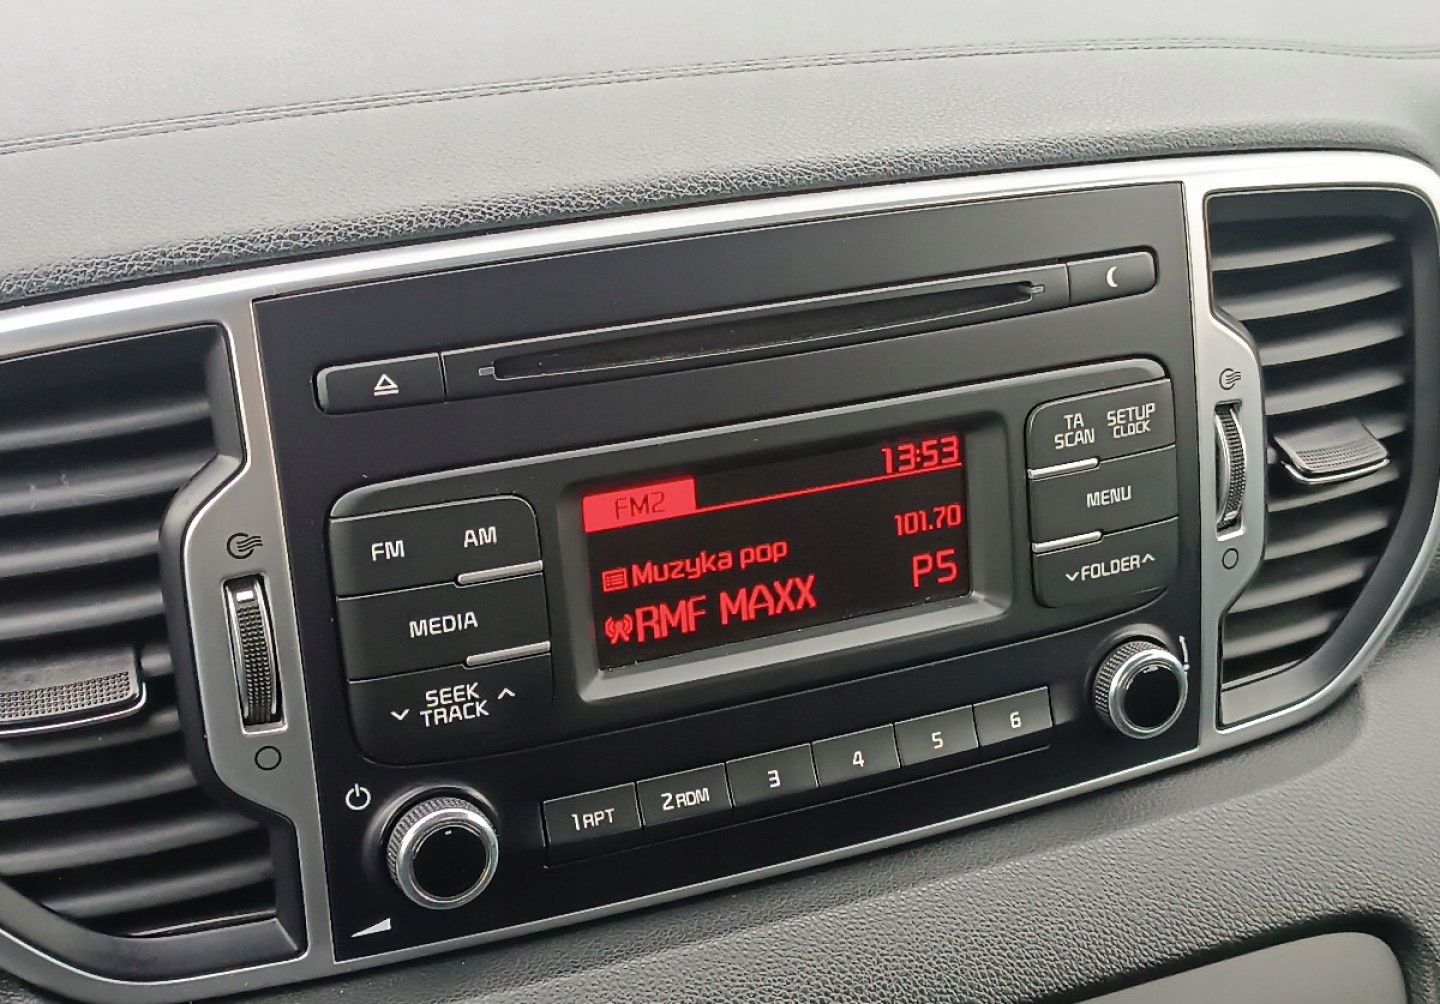 13:53
FM2
101.70
Muzyka pop
RMF MAXX P5
FM AM
MEDIA
SEEK
TRACK
TA
SCAN
SETUP
CLOCK
MENU
FOLDER
1 RPT
2 RDM
3
4
5
6